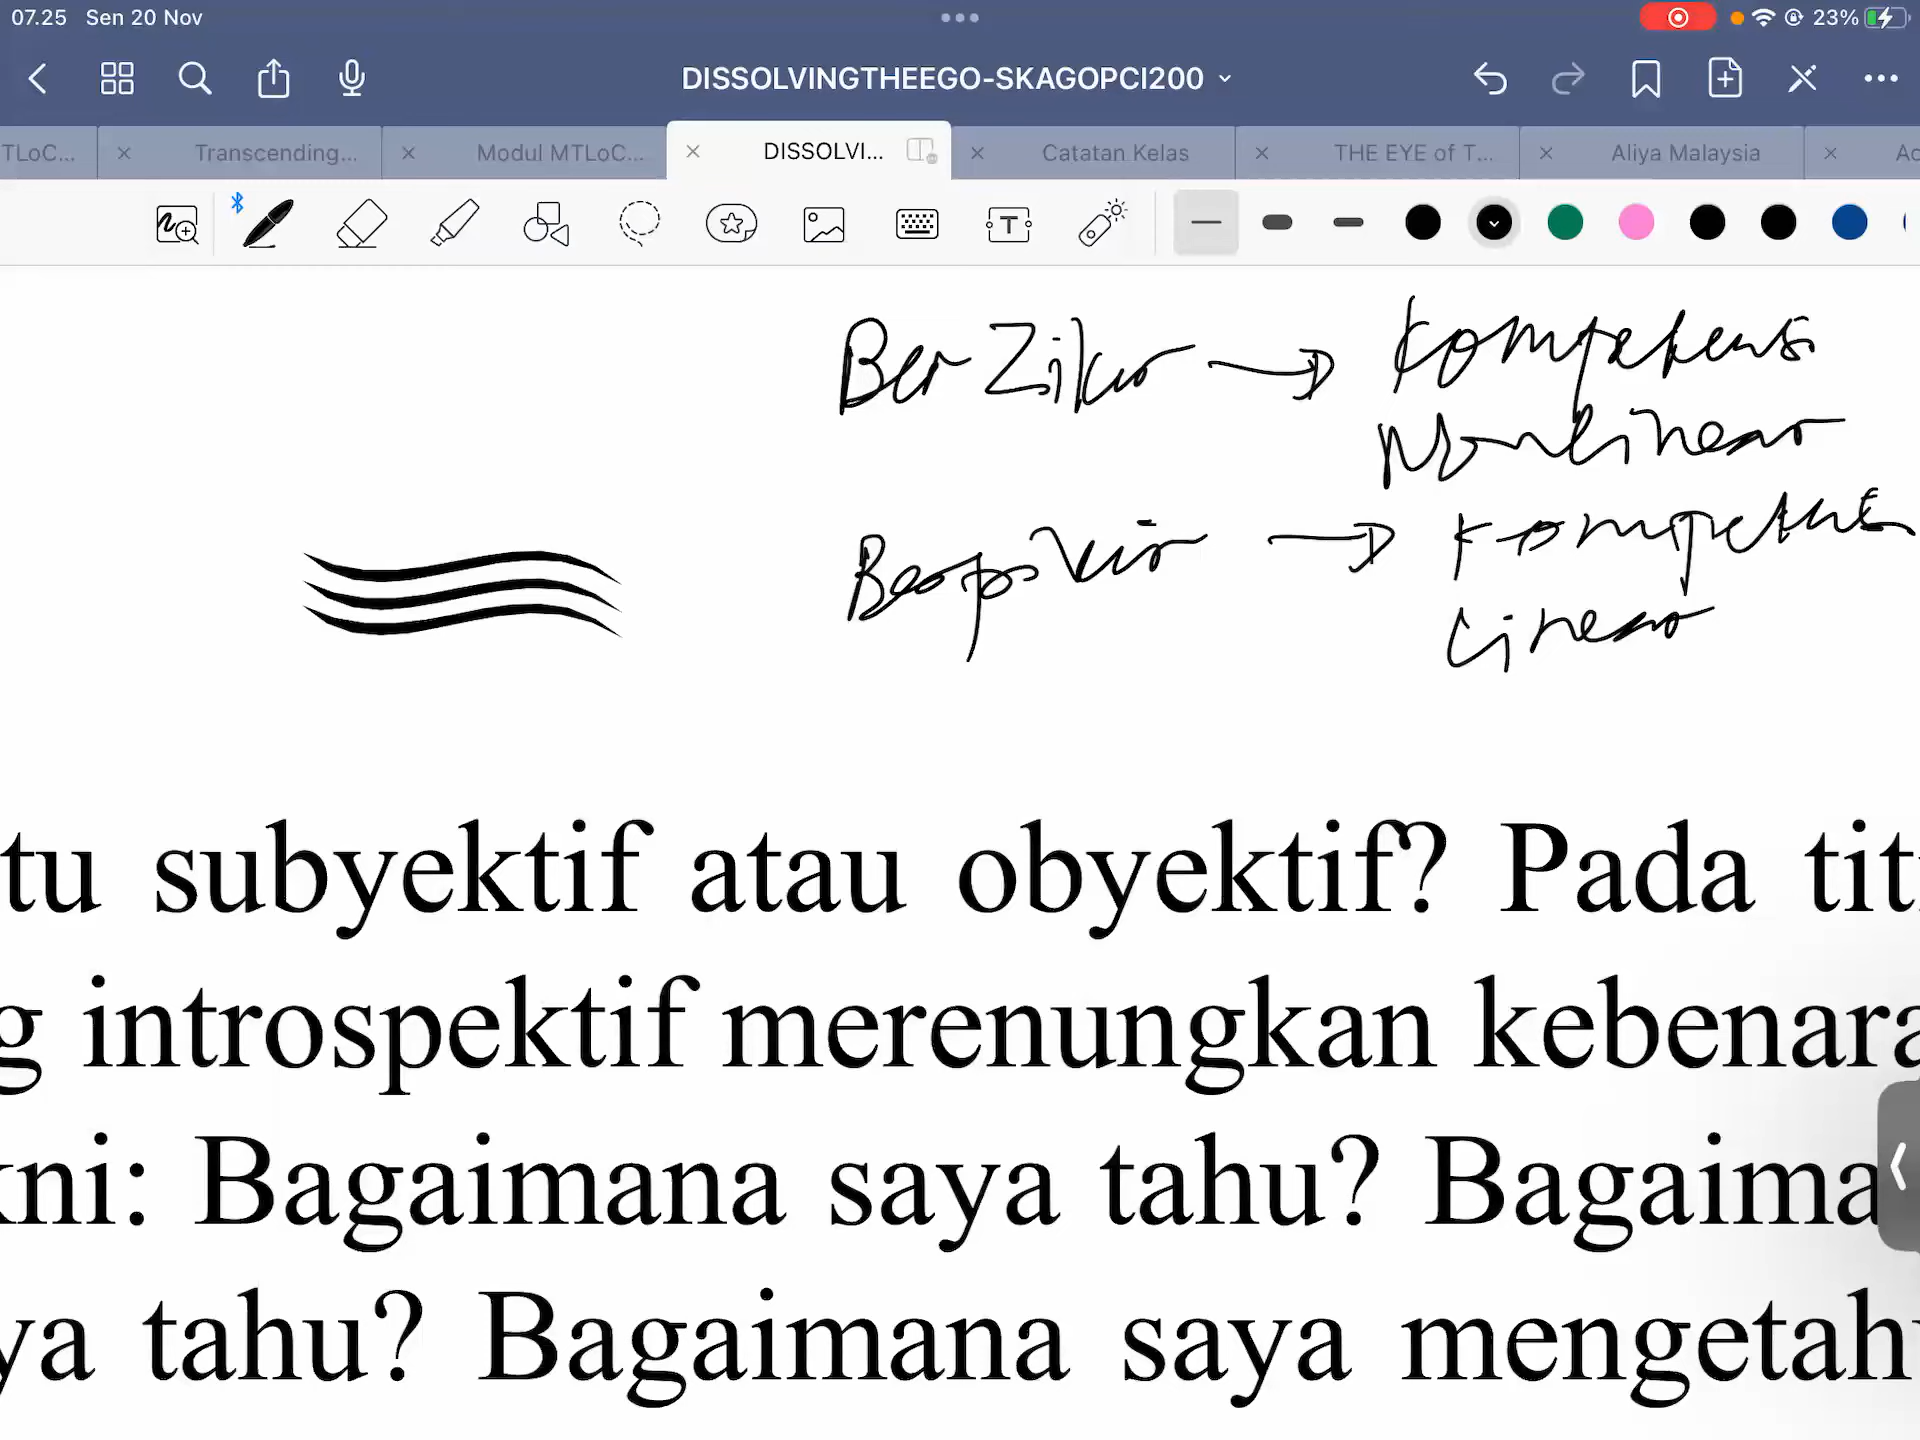 07.25 Sen 20 Nov
23%
DISSOLVINGTHEEGO-SKAGOPCI200
TLoC... Transcending... Modul MTLoC... DISSOLVI... Catatan Kelas THE EYE of T... Aliya Malaysia Ac
T
Ber Zikir → Kompetensi
Nonlinear
Berpikir → Kompetensi
Linear
tu subyektif atau obyektif? Pada tit
g introspektif merenungkan kebenara
kni: Bagaimana saya tahu? Bagaima
ya tahu? Bagaimana saya mengetah